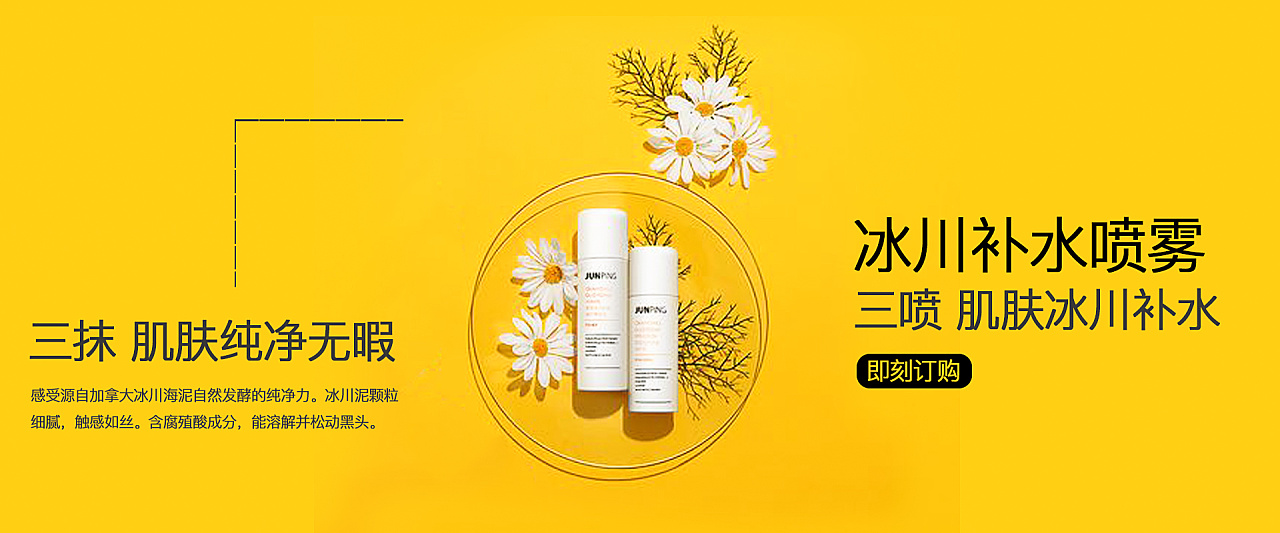 三抹 肌肤纯净无暇
感受源自加拿大冰川海泥自然发酵的纯净力。冰川泥颗粒
细腻，触感如丝。含腐殖酸成分，能溶解并松动黑头。
JUNPING
JUNPING
冰川补水喷雾
三喷 肌肤冰川补水
即刻订购